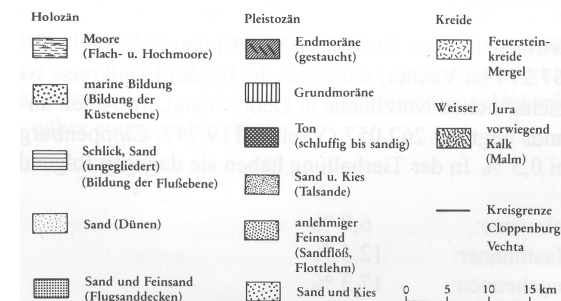 Holozän
Moore
(Flach- u. Hochmoore)
marine Bildung
(Bildung der
Küstenebene)
Schlick, Sand
(ungegliedert)
(Bildung der Flußebene)
Sand (Dünen)
Sand und Feinsand
(Flugsanddecken)
Pleistozän
Endmoräne
(gestaucht)
Grundmoräne
Ton
(schluffig bis sandig)
Sand u. Kies
(Talsande)
anlehmiger
Feinsand
(Sandflöß,
Flottlehm)
Sand und Kies
Kreide
Feuerstein-
kreide
Mergel
Weisser Jura
vorwiegend
Kalk
(Malm)
Kreisgrenze
Cloppenburg
Vechta
0 5 10 15 km